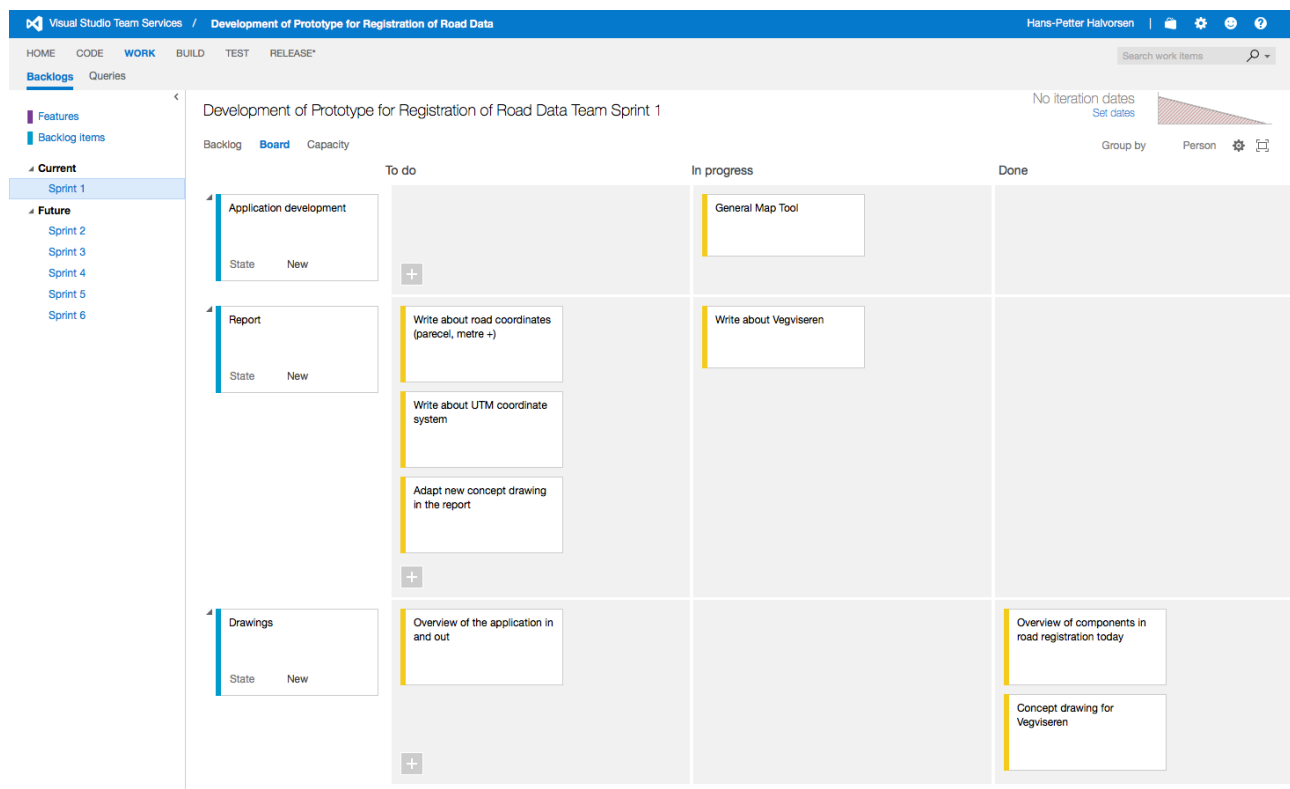 Visual Studio Team Services / Development of Prototype for Registration of Road Data
Hans-Petter Halvorsen |
HOME CODE WORK BUILD TEST RELEASE*
Search work items
Backlogs Queries
Features
Backlog items
Current
Sprint 1
Future
Sprint 2
Sprint 3
Sprint 4
Sprint 5
Sprint 6
Development of Prototype for Registration of Road Data Team Sprint 1
No iteration dates
Set dates
Backlog Board Capacity
Group by Person
To do In progress Done
Application development
State New
General Map Tool
Report
State New
Write about road coordinates
(parecel, metre +)
Write about UTM coordinate
system
Adapt new concept drawing
in the report
Write about Vegviseren
Drawings
State New
Overview of the application in
and out
Overview of components in
road registration today
Concept drawing for
Vegviseren